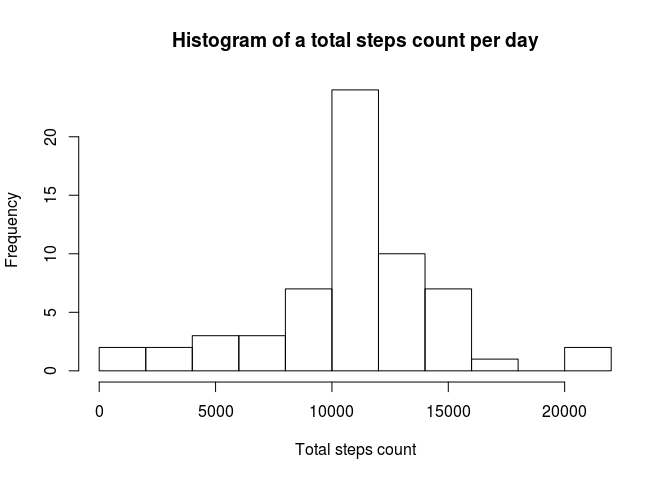 Histogram of a total steps count per day
Frequency
20
15
10
5
0
0 5000 10000 15000 20000
Total steps count